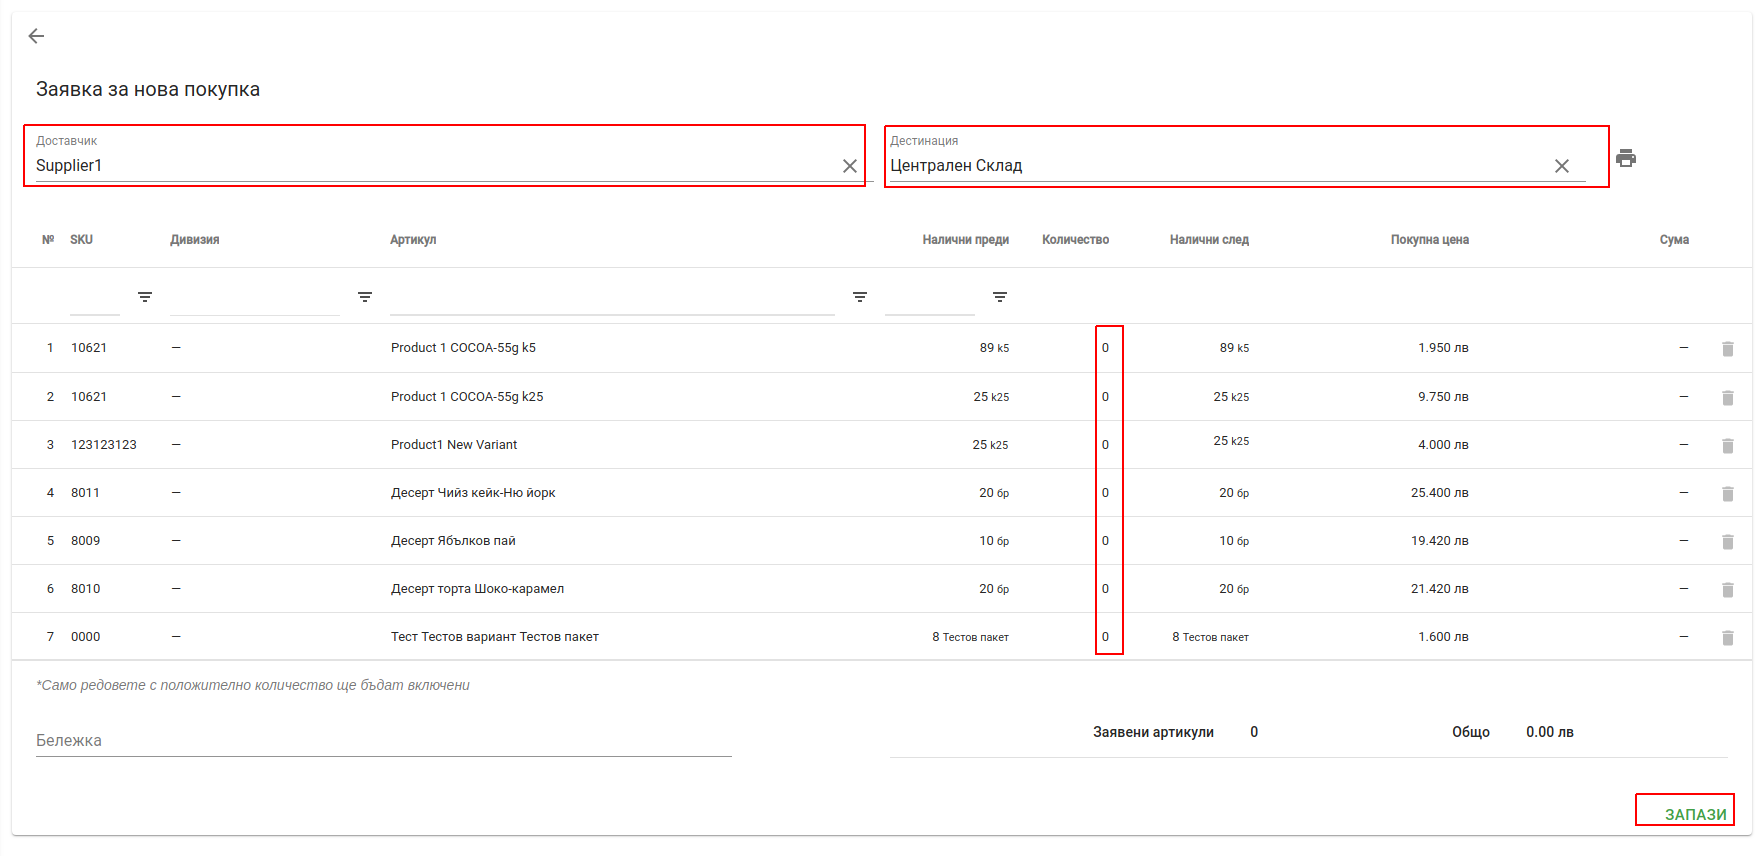 Заявка за нова покупка
Доставчик
Supplier1
Дестинация
Централен Склад
№ SKU Дивизия Артикул Налични преди Количество Налични след Покупна цена Сума
1 10621 – Product 1 COCOA-55g k5 89 k5 0 89 k5 1.950 лв –
2 10621 – Product 1 COCOA-55g k25 25 k25 0 25 k25 9.750 лв –
3 123123123 – Product1 New Variant 25 k25 0 25 k25 4.000 лв –
4 8011 – Десерт Чийз кейк-Ню йорк 20 бр 0 20 бр 25.400 лв –
5 8009 – Десерт Ябълков пай 10 бр 0 10 бр 19.420 лв –
6 8010 – Десерт торта Шоко-карамел 20 бр 0 20 бр 21.420 лв –
7 0000 – Тест Тестов вариант Тестов пакет 8 Тестов пакет 0 8 Тестов пакет 1.600 лв –
*Само редовете с положително количество ще бъдат включени
Бележка
Заявени артикули 0 Общо 0.00 лв
ЗАПАЗИ